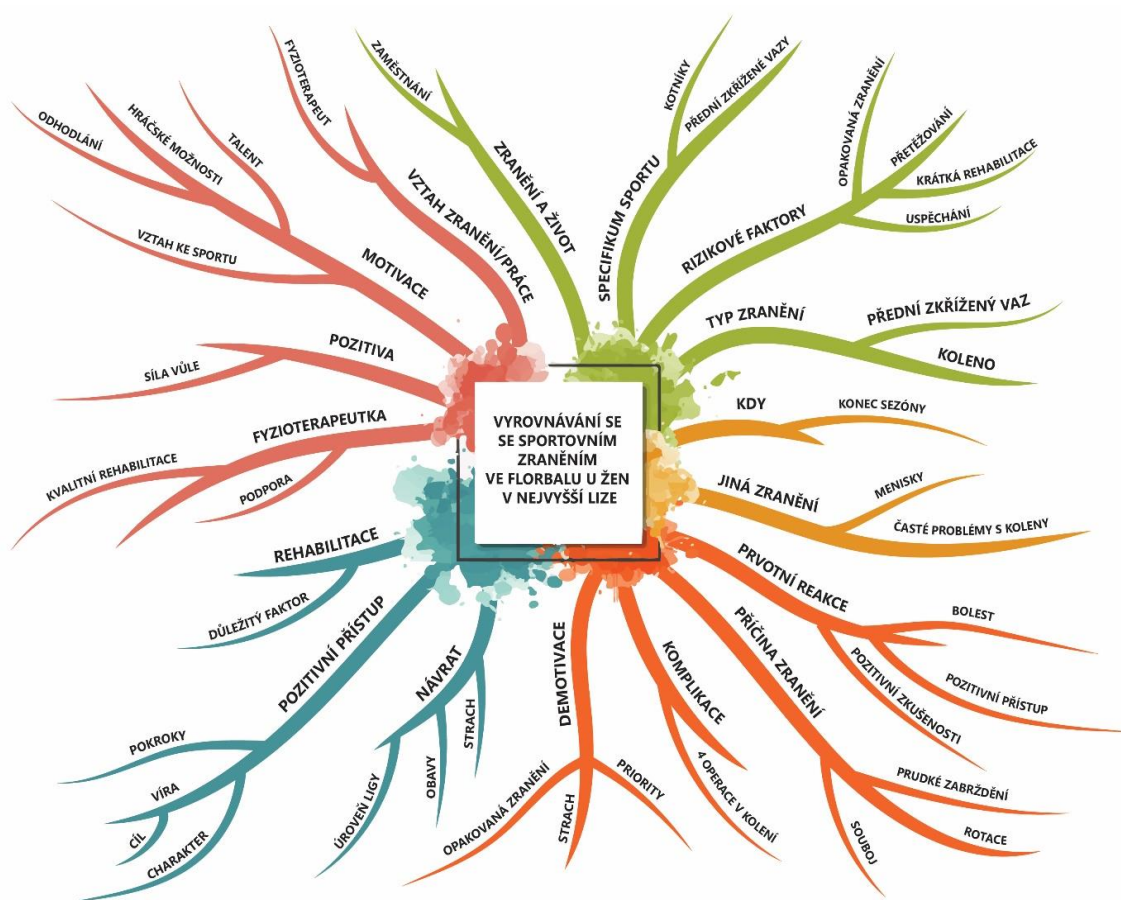 VYROVNÁVÁNÍ SE
SE SPORTOVNÍM
ZRANĚNÍM
VE FLORBALU U ŽEN
V NEJVYŠŠÍ LIZE
ZRANĚNÍ A ŽIVOT
ZAMĚSTNÁNÍ
SPECIFIKUM SPORTU
KOTNÍKY
PŘEDNÍ ZKŘÍŽENÉ VAZY
RIZIKOVÉ FAKTORY
OPAKOVANÁ ZRANĚNÍ
PŘETĚŽOVÁNÍ
KRÁTKÁ REHABILITACE
USPĚCHÁNÍ
TYP ZRANĚNÍ
PŘEDNÍ ZKŘÍŽENÝ VAZ
KOLENO
KDY
KONEC SEZÓNY
JINÁ ZRANĚNÍ
MENISKY
ČASTÉ PROBLÉMY S KOLENY
PRVOTNÍ REAKCE
BOLEST
POZITIVNÍ PŘÍSTUP
POZITIVNÍ ZKUŠENOSTI
PŘÍČINA ZRANĚNÍ
PRUDKÉ ZABRŽDĚNÍ
ROTACE
SOUBOJ
KOMPLIKACE
4 OPERACE V KOLENÍ
DEMOTIVACE
OPAKOVANÁ ZRANĚNÍ
STRACH
PRIORITY
NÁVRAT
STRACH
OBAVY
ÚROVEŇ LIGY
POZITIVNÍ PŘÍSTUP
POKROKY
VÍRA
CÍL
CHARAKTER
REHABILITACE
DŮLEŽITÝ FAKTOR
FYZIOTERAPEUTKA
KVALITNÍ REHABILITACE
PODPORA
POZITIVA
SÍLA VŮLE
MOTIVACE
VZTAH KE SPORTU
ODHODLÁNÍ
HRÁČSKÉ MOŽNOSTI
TALENT
VZTAH ZRANĚNÍ/PRÁCE
FYZIOTERAPEUT